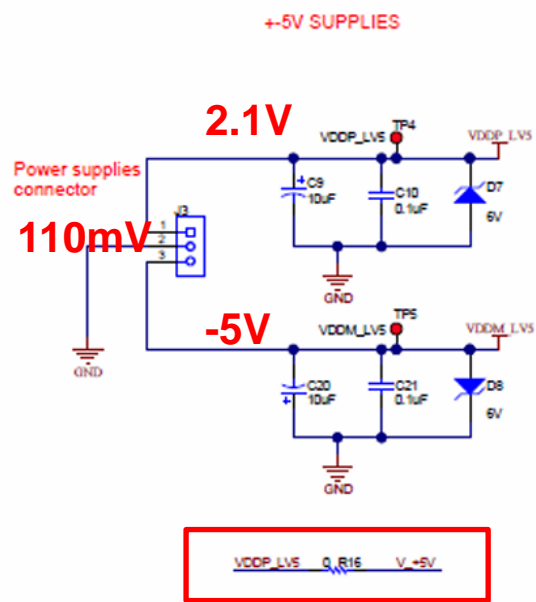 +-5V SUPPLIES
2.1V
TP4
VDDP_LV5
VDDP_LV5
Power supplies
connector
C9
10uF
C10
0.1uF
D7
6V
J3
110mV
1
2
3
GND
GND
-5V
TP5
VDDM_LV5
VDDM_LV5
C20
10uF
C21
0.1uF
D8
6V
GND
VDDP_LV5 0 R16 V_+5V